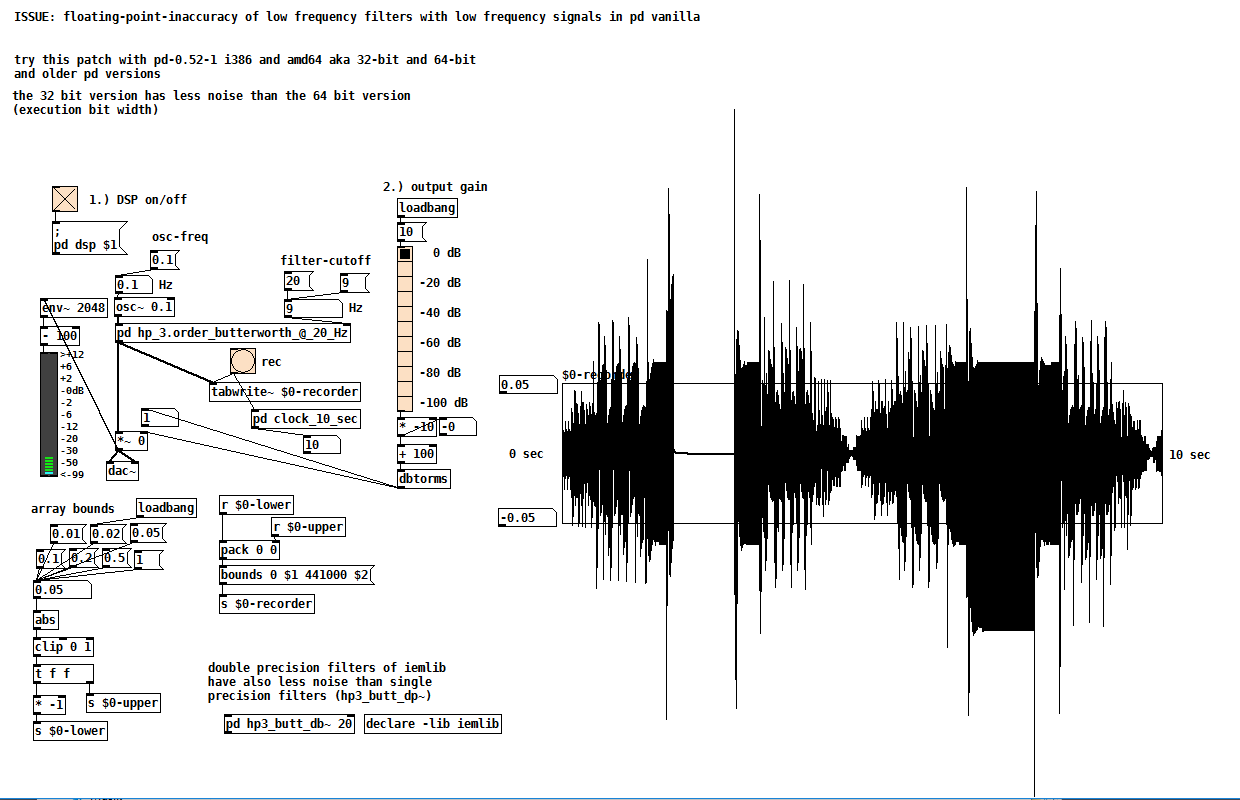 ISSUE: floating-point-inaccuracy of low frequency filters with low frequency signals in pd vanilla
try this patch with pd-0.52-1 i386 and amd64 aka 32-bit and 64-bit
and older pd versions
the 32 bit version has less noise than the 64 bit version
(execution bit width)
1.) DSP on/off
;
pd dsp $1
osc-freq
0.1
0.1
Hz
env~ 2048
osc~ 0.1
- 100
pd hp_3.order_butterworth_@_20_Hz
filter-cutoff
20
9
9
Hz
rec
tabwrite~ $0-recorder
pd clock_10_sec
10
1
*~ 0
dac~
>+12
+6
+2
-0dB
-2
-6
-12
-20
-30
-50
<-99
2.) output gain
loadbang
10
0 dB
-20 dB
-40 dB
-60 dB
-80 dB
-100 dB
* -10
-0
+ 100
dbtorms
0.05
$0-recorder
0 sec
10 sec
-0.05
array bounds
loadbang
0.01
0.02
0.05
0.1
0.2
0.5
1
0.05
abs
clip 0 1
t f f
* -1
s $0-upper
s $0-lower
r $0-lower
r $0-upper
pack 0 0
bounds 0 $1 441000 $2
s $0-recorder
double precision filters of iemlib
have also less noise than single
precision filters (hp3_butt_dp~)
pd hp3_butt_db~ 20
declare -lib iemlib